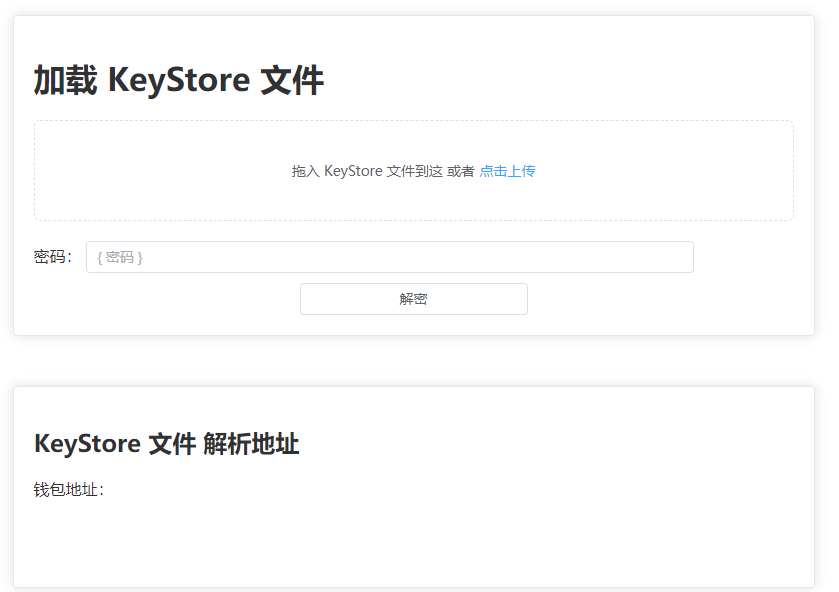 加载 KeyStore 文件
拖入 KeyStore 文件到这 或者 点击上传
密码： { 密码 }
解密
KeyStore 文件 解析地址
钱包地址：